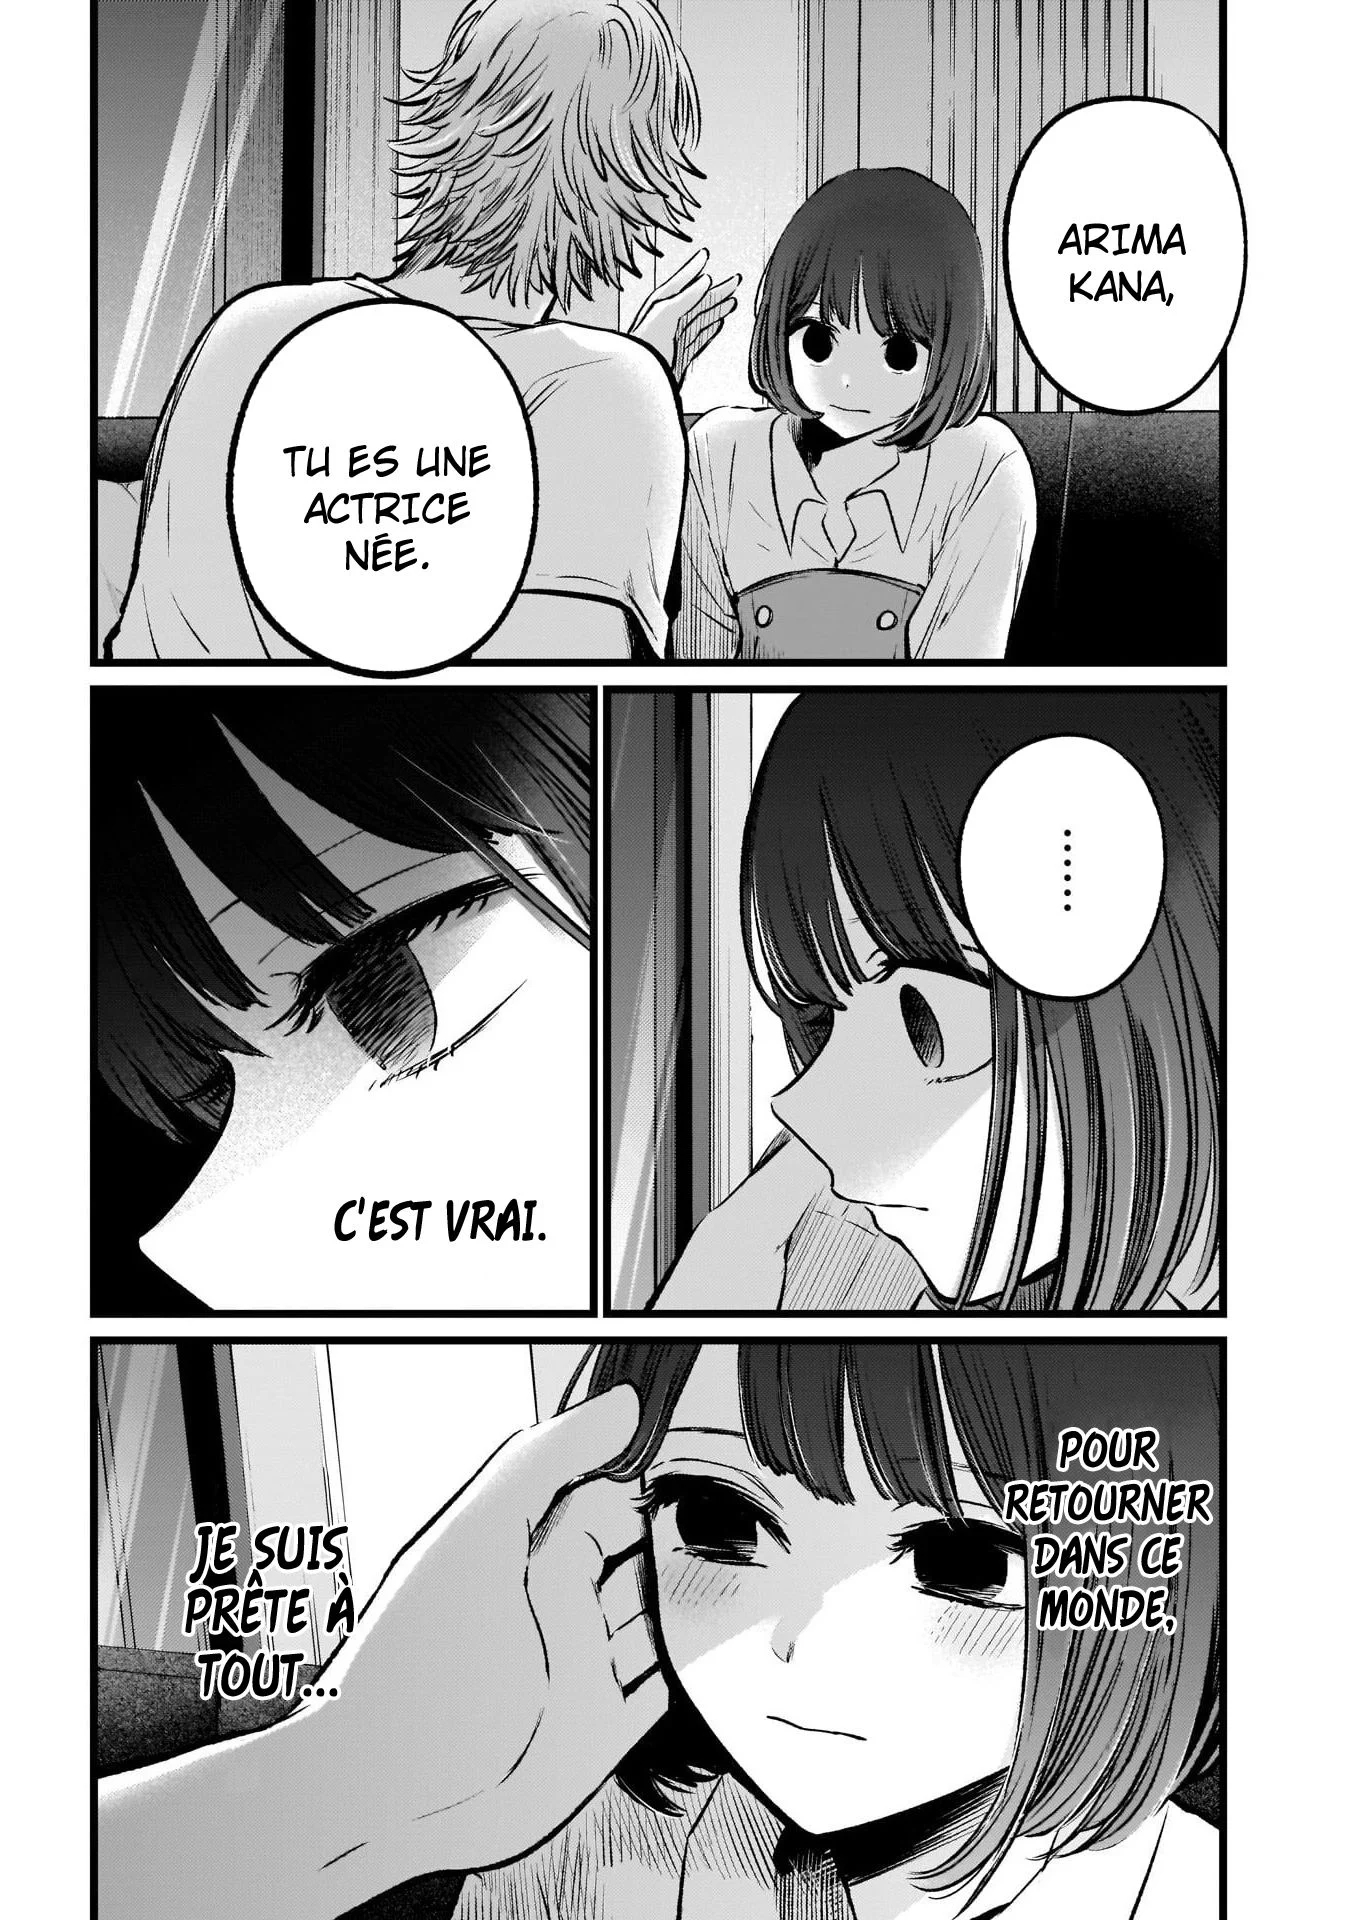 ARIMA
KANA,
TU ES UNE
ACTRICE
NÉE.
.......
C'EST VRAI.
POUR
RETOURNER
DANS CE
MONDE,
JE SUIS
PRÊTE À
TOUT...